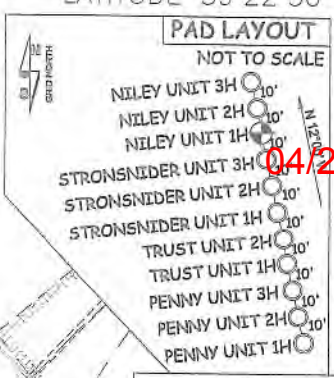 PAD LAYOUT
NOT TO SCALE
GRID NORTH
NILEY UNIT 3H
10'
NILEY UNIT 2H
10'
NILEY UNIT 1H
10'
STRONSNIDER UNIT 3H
04/2
10'
STRONSNIDER UNIT 2H
10'
STRONSNIDER UNIT 1H
10'
TRUST UNIT 2H
10'
TRUST UNIT 1H
10'
PENNY UNIT 3H
10'
PENNY UNIT 2H
10'
PENNY UNIT 1H